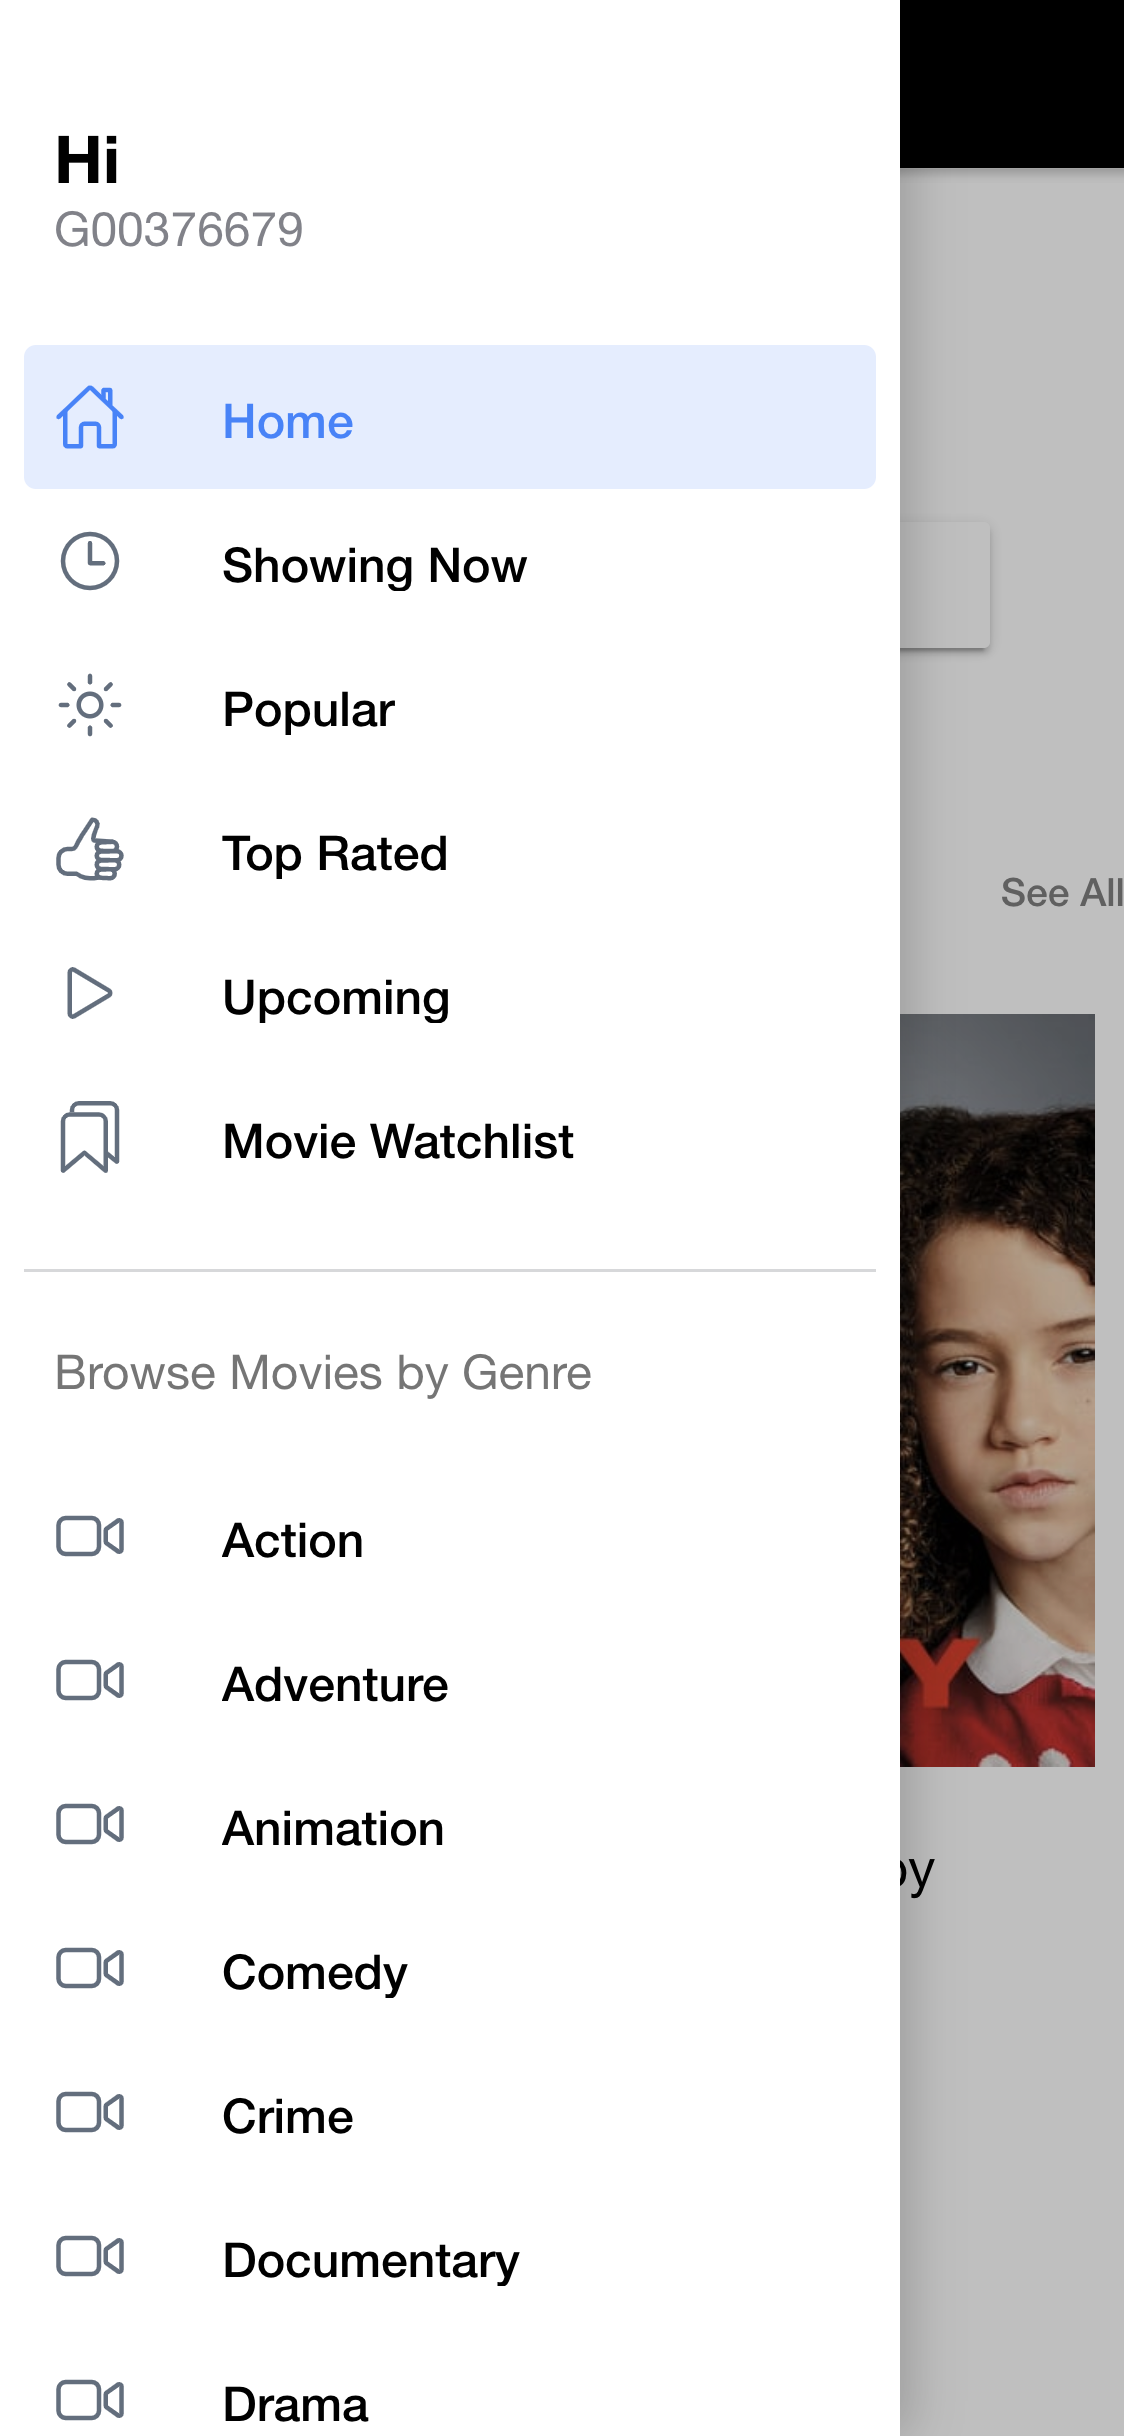 Hi
G00376679
Home
Showing Now
Popular
Top Rated
See All
Upcoming
Movie Watchlist
Browse Movies by Genre
Action
Adventure
Y
Animation
Comedy
Crime
Documentary
Drama